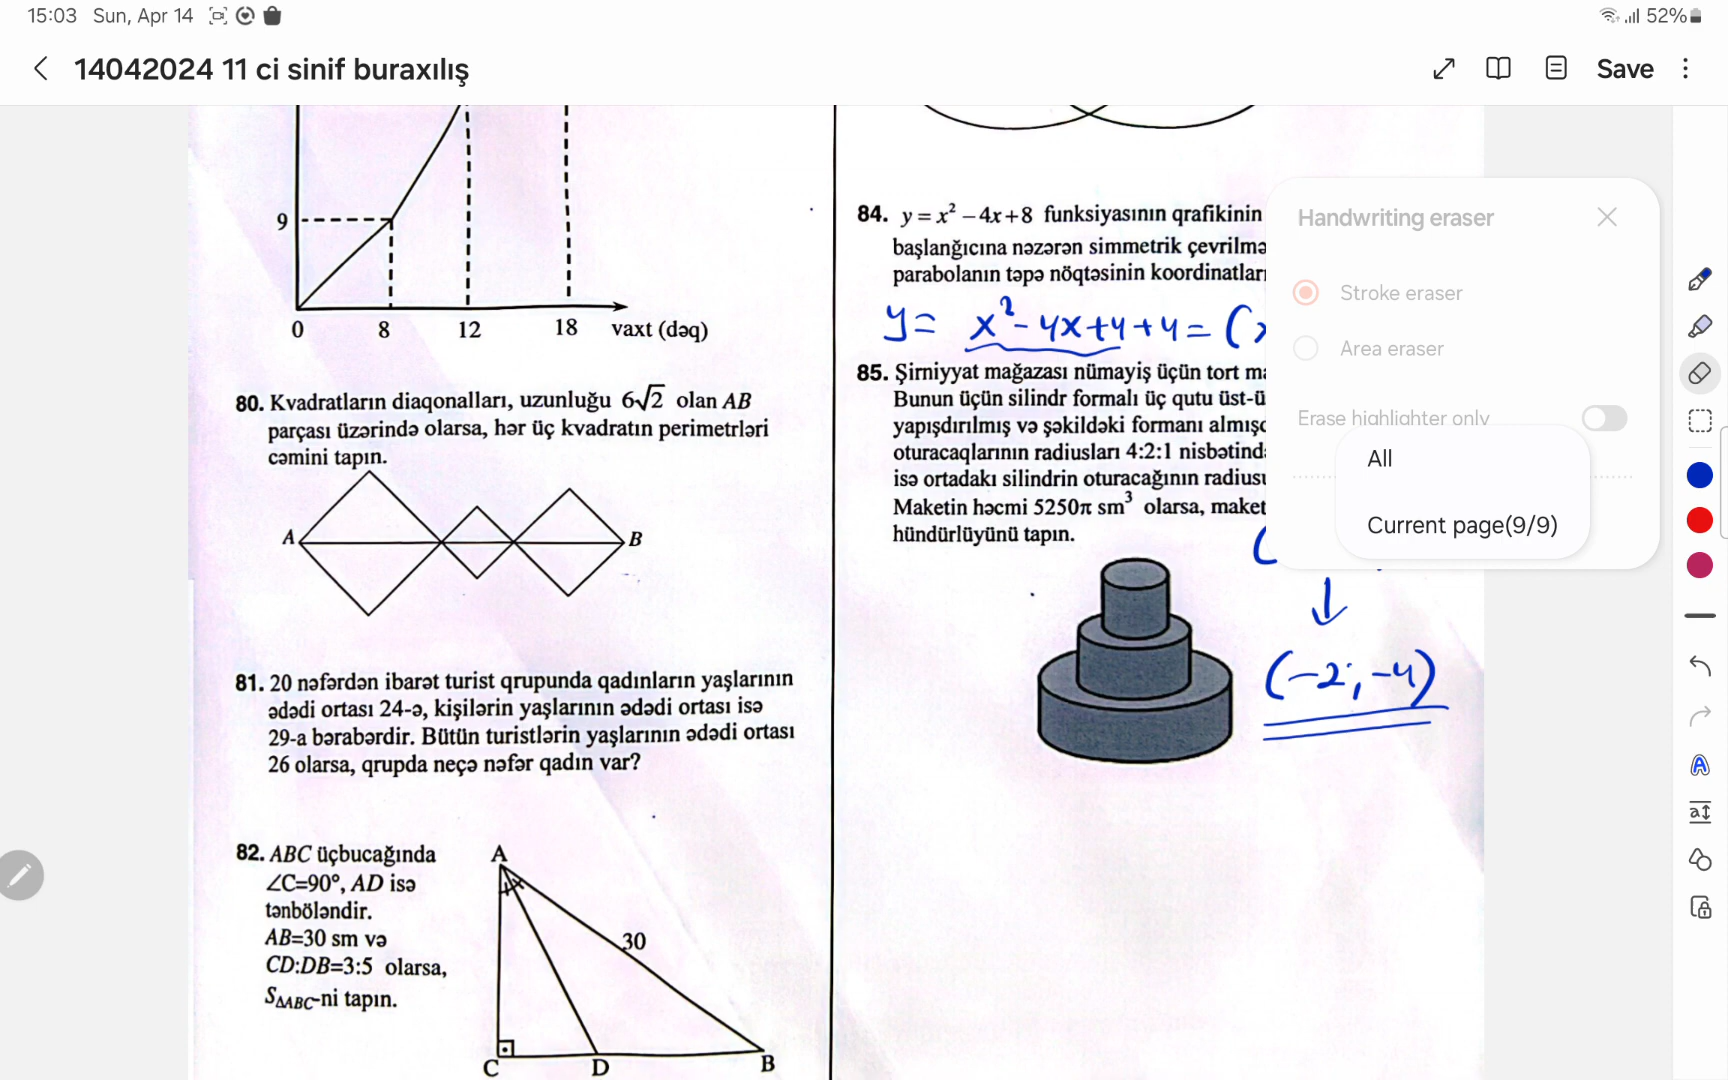 15:03 Sun, Apr 14
52%
14042024 11 ci sinif buraxılış
Save
9
0 8 12 18 vaxt (dəq)
80. Kvadratların diaqonalları, uzunluğu 6√2 olan AB
parçası üzərində olarsa, hər üç kvadratın perimetrləri
cəmini tapın.
A B
81. 20 nəfərdən ibarət turist qrupunda qadınların yaşlarının
ədədi ortası 24-ə, kişilərin yaşlarının ədədi ortası isə
29-a bərabərdir. Bütün turistlərin yaşlarının ədədi ortası
26 olarsa, qrupda neçə nəfər qadın var?
82. ABC üçbucağında
∠C=90°, AD isə
tənböləndir.
AB=30 sm və
CD:DB=3:5 olarsa,
S△ABC-ni tapın.
A
30
C D B
84. y = x² – 4x+8 funksiyasının qrafikinin
başlanğıcına nəzərən simmetrik çevrilmə
parabolanın təpə nöqtəsinin koordinatları
y = x² - 4x + 4 + 4 = (x
85. Şirniyyat mağazası nümayiş üçün tort ma
Bunun üçün silindr formalı üç qutu üst-ü
yapışdırılmış və şəkildəki formanı almışd
oturacaqlarının radiusları 4:2:1 nisbətind
isə ortadakı silindrin oturacağının radiusu
Maketin həcmi 5250π sm³ olarsa, maket
hündürlüyünü tapın.
(
↓
(-2; -4)
Handwriting eraser
Stroke eraser
Area eraser
Erase highlighter only
All
Current page(9/9)